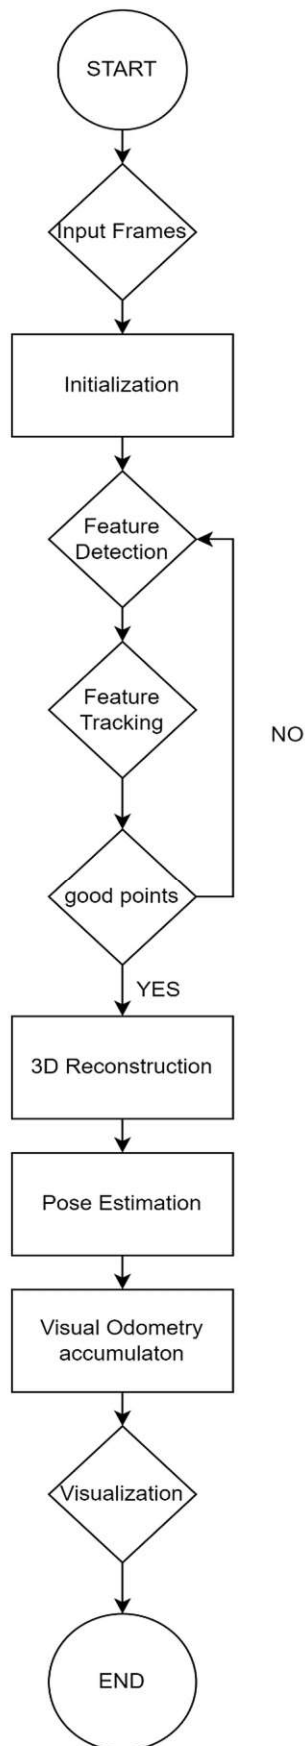 START
Input Frames
Initialization
Feature
Detection
Feature
Tracking
NO
good points
YES
3D Reconstruction
Pose Estimation
Visual Odometry
accumulaton
Visualization
END